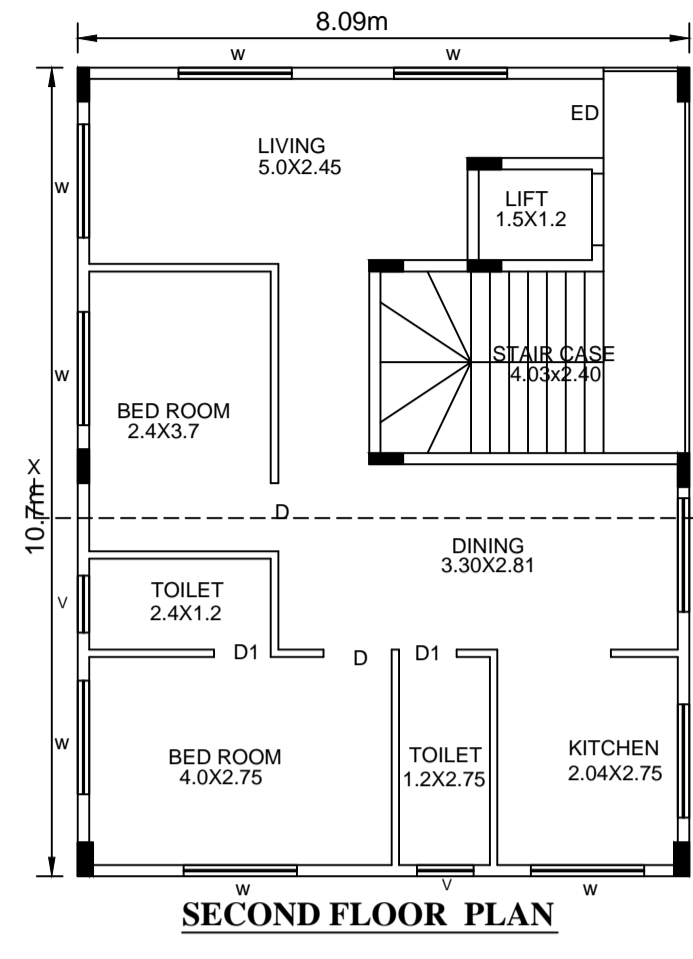 8.09m
w
w
ED
LIVING
5.0X2.45
w
LIFT
1.5X1.2
STAIR CASE
4.03x2.40
w
BED ROOM
2.4X3.7
X
10.7m
D
DINING
3.30X2.81
TOILET
2.4X1.2
V
D1
D
D1
w
BED ROOM
4.0X2.75
TOILET
1.2X2.75
KITCHEN
2.04X2.75
w
V
w
SECOND FLOOR PLAN